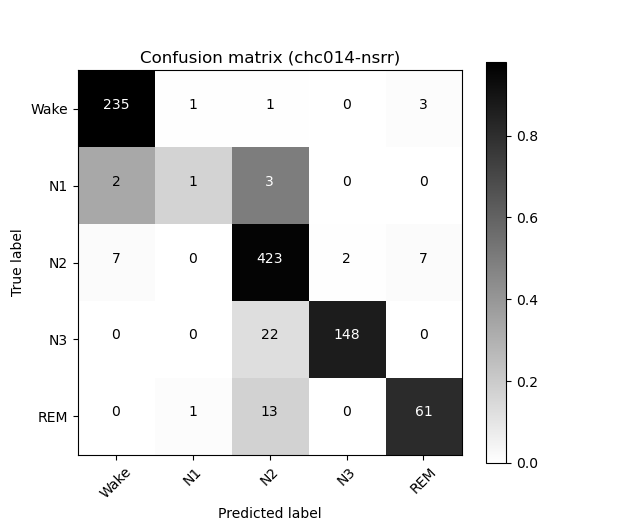 Confusion matrix (chc014-nsrr)
Wake 235 1 1 0 3
N1 2 1 3 0 0
N2 7 0 423 2 7
N3 0 0 22 148 0
REM 0 1 13 0 61
Wake N1 N2 N3 REM
Predicted label
True label
0.8
0.6
0.4
0.2
0.0